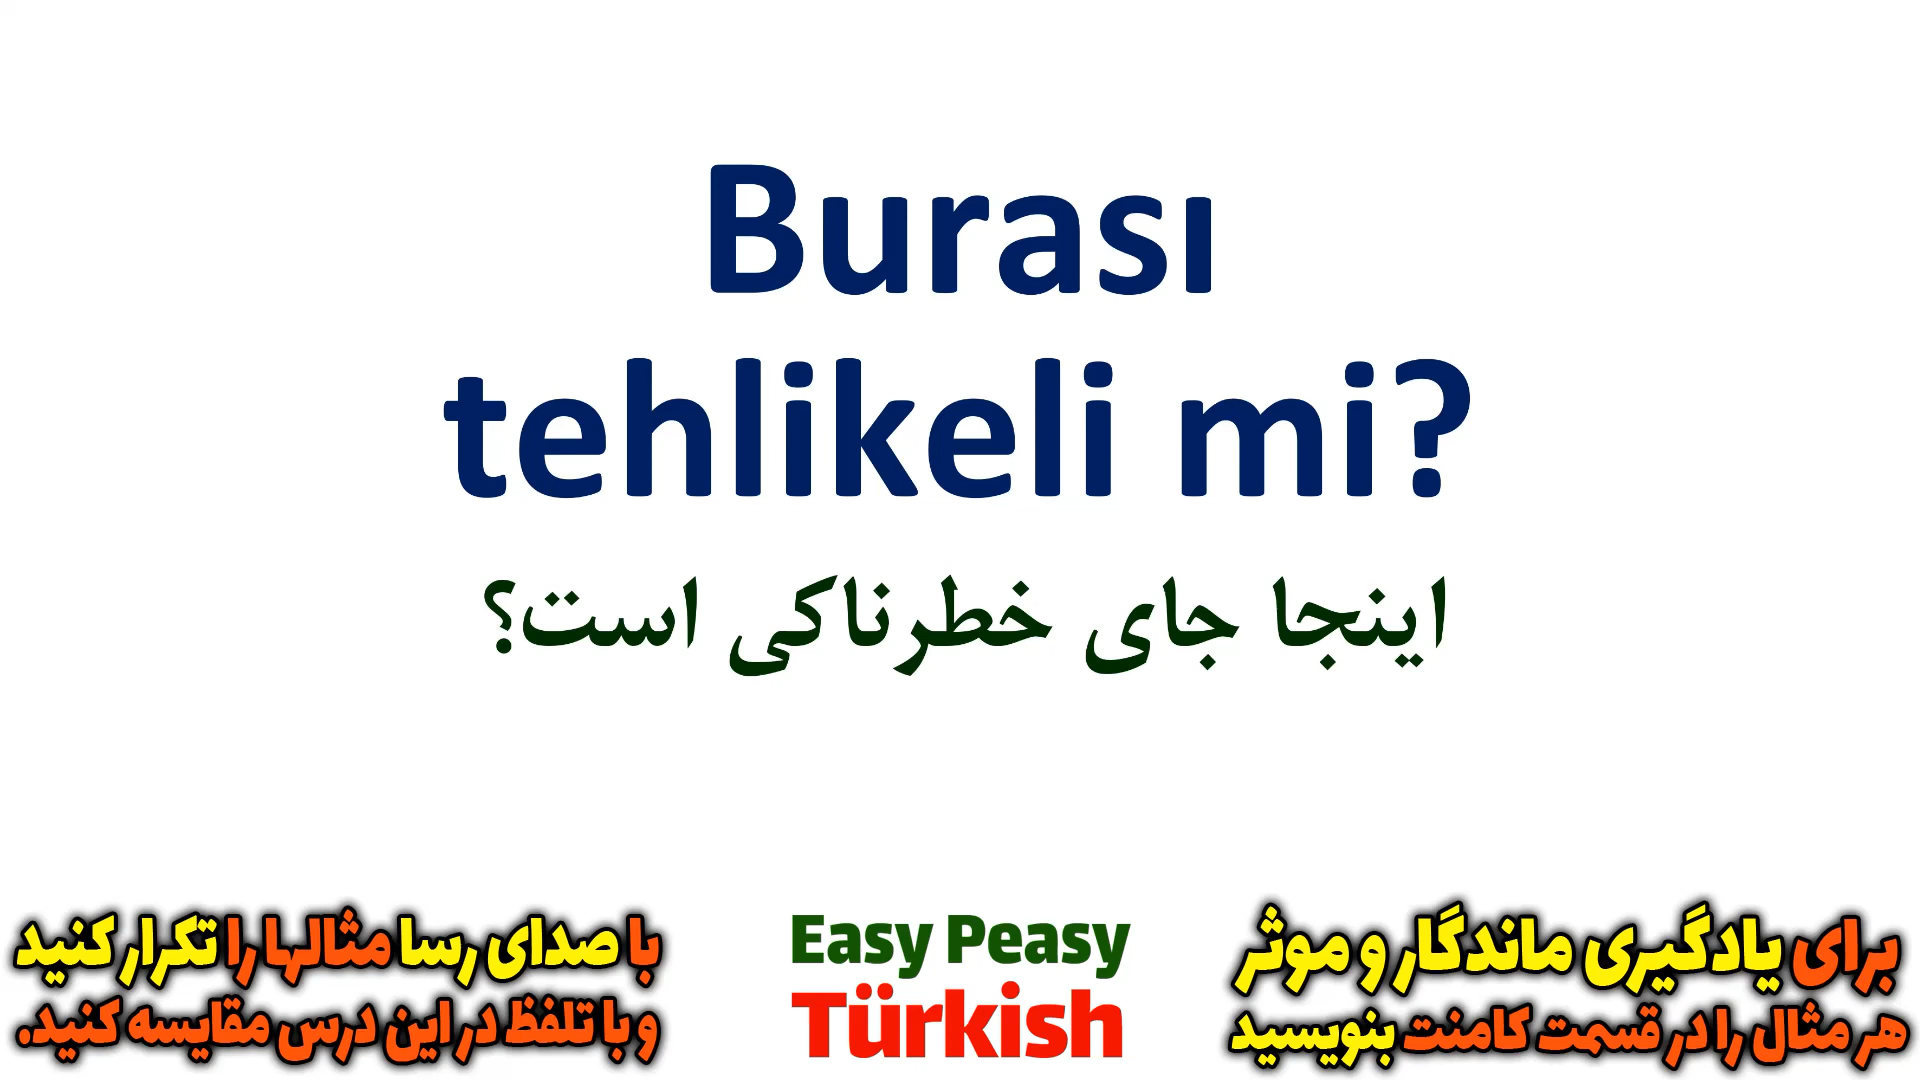 Burası
tehlikeli mi?
اینجا جای خطرناکی است؟
با صدای رسا مثالها را تکرار کنید
و با تلفظ در این درس مقایسه کنید.
Easy Peasy
Türkish
برای یادگیری ماندگار و موثر
هر مثال را در قسمت کامنت بنویسید